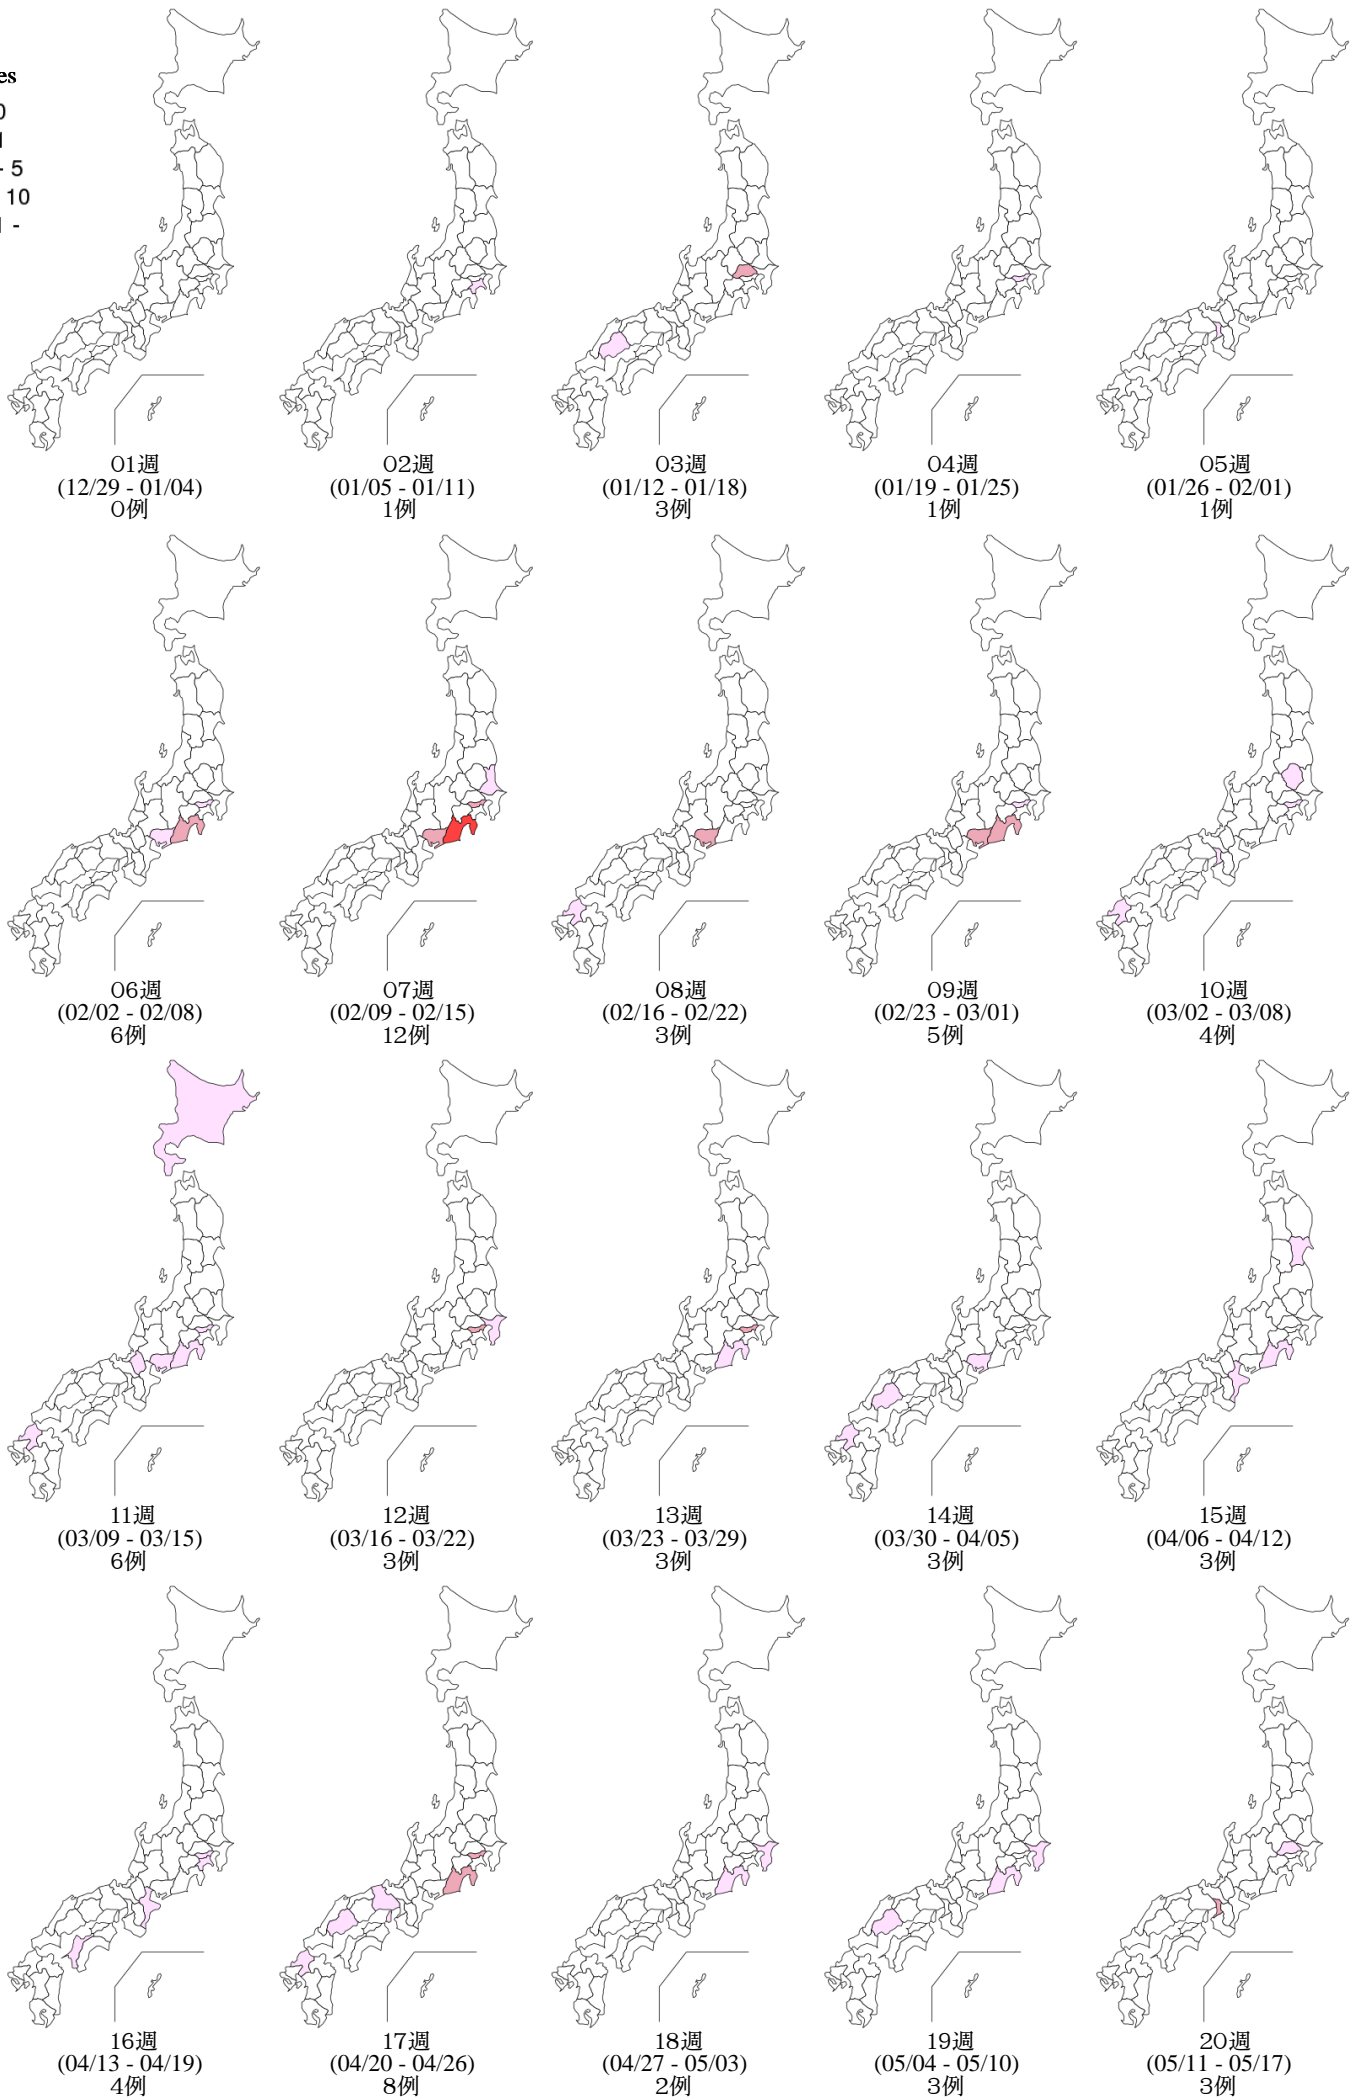 es
0
1
- 5
10
1 -
01週
(12/29 - 01/04)
0例
02週
(01/05 - 01/11)
1例
03週
(01/12 - 01/18)
3例
04週
(01/19 - 01/25)
1例
05週
(01/26 - 02/01)
1例
06週
(02/02 - 02/08)
6例
07週
(02/09 - 02/15)
12例
08週
(02/16 - 02/22)
3例
09週
(02/23 - 03/01)
5例
10週
(03/02 - 03/08)
4例
11週
(03/09 - 03/15)
6例
12週
(03/16 - 03/22)
3例
13週
(03/23 - 03/29)
3例
14週
(03/30 - 04/05)
3例
15週
(04/06 - 04/12)
3例
16週
(04/13 - 04/19)
4例
17週
(04/20 - 04/26)
8例
18週
(04/27 - 05/03)
2例
19週
(05/04 - 05/10)
3例
20週
(05/11 - 05/17)
3例